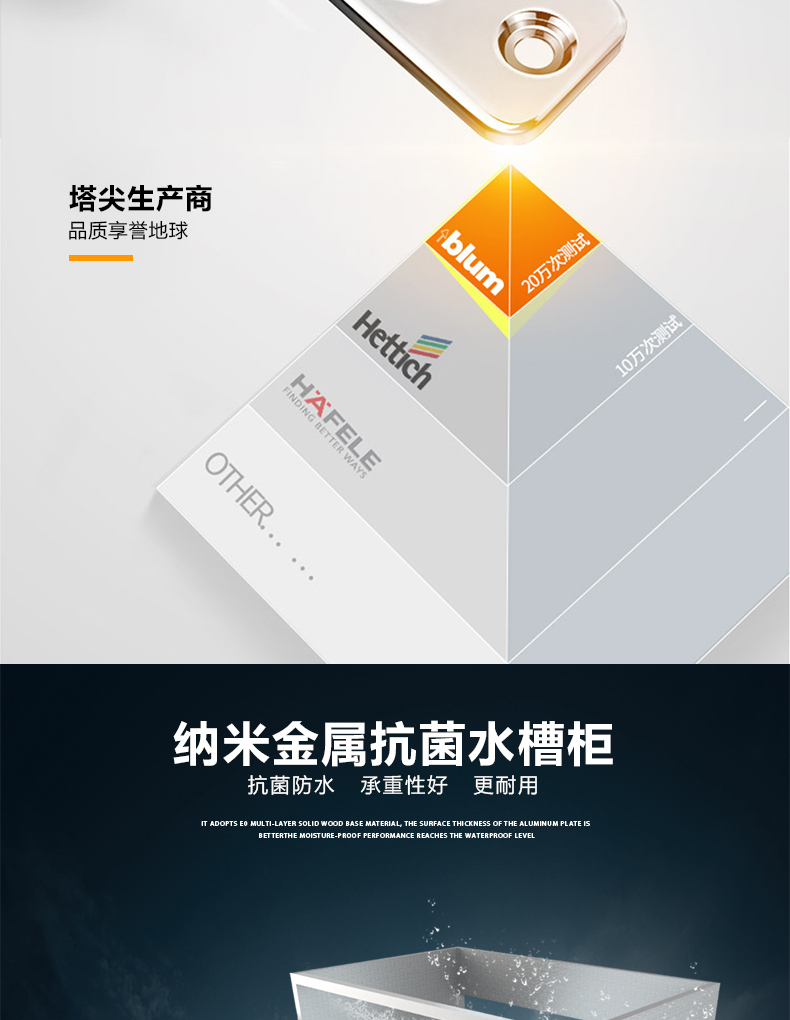 塔尖生产商
品质享誉地球
blum
20万次测试
Hettich
10万次测试
HÄFELE
FINDING BETTER WAYS
OTHER... ...
纳米金属抗菌水槽柜
抗菌防水 承重性好 更耐用
IT ADOPTS E0 MULTI-LAYER SOLID WOOD BASE MATERIAL, THE SURFACE THICKNESS OF THE ALUMINUM PLATE IS
BETTERTHE MOISTURE-PROOF PERFORMANCE REACHES THE WATERPROOF LEVEL